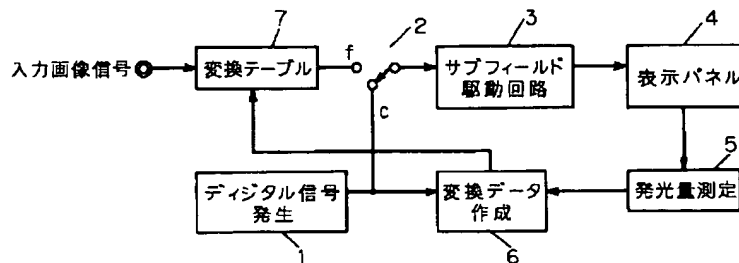 7
2
3
4
入力画像信号
変換テーブル
f
c
サブフィールド
駆動回路
表示パネル
5
ディジタル信号
発生
変換データ
作成
発光量測定
1
6